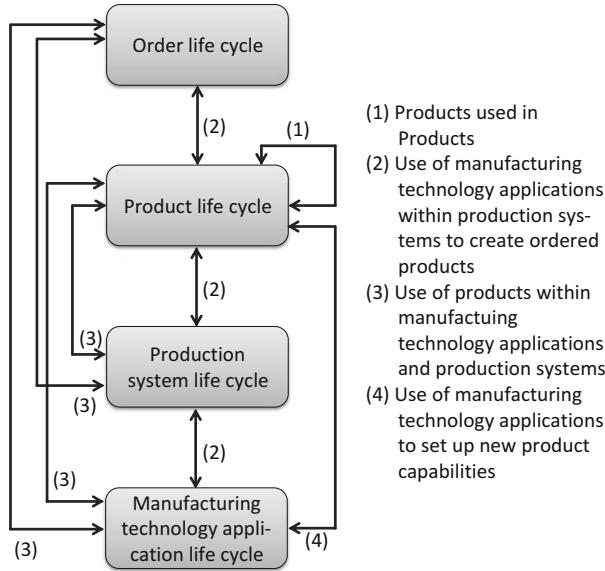 Order life cycle
(2)
(1)
Product life cycle
(2)
(3)
Production
system life cycle
(3)
(2)
(3)
Manufacturing
technology appli-
cation life cycle
(3)
(4)
(1) Products used in
Products
(2) Use of manufacturing
technology applications
within production sys-
tems to create ordered
products
(3) Use of products within
manufactuing
technology applications
and production systems
(4) Use of manufacturing
technology applications
to set up new product
capabilities